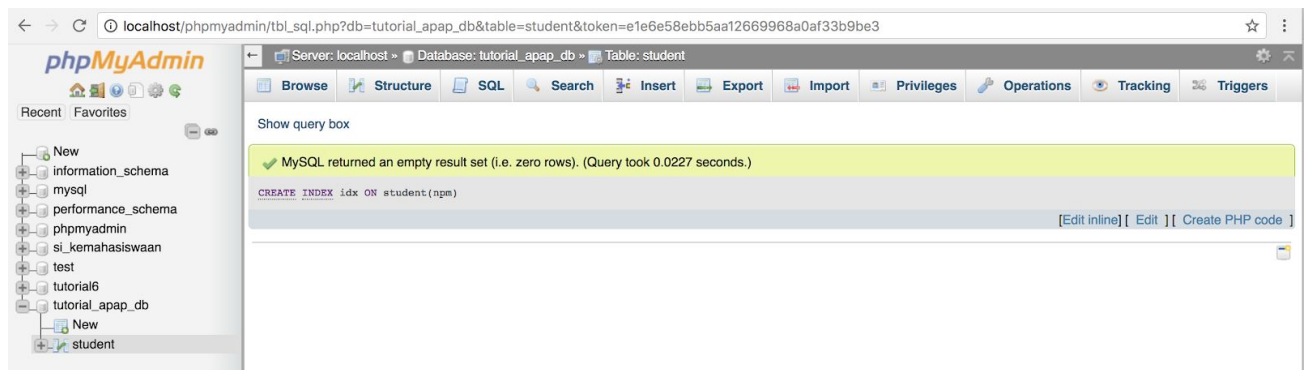 localhost/phpmyadmin/tbl_sql.php?db=tutorial_apap_db&table=student&token=e1e6e58ebb5aa12669968a0af33b9be3
phpMyAdmin
Recent Favorites
New
information_schema
mysql
performance_schema
phpmyadmin
si_kemahasiswaan
test
tutorial6
tutorial_apap_db
New
student
Server: localhost » Database: tutorial_apap_db » Table: student
Browse Structure SQL Search Insert Export Import Privileges Operations Tracking Triggers
Show query box
MySQL returned an empty result set (i.e. zero rows). (Query took 0.0227 seconds.)
CREATE INDEX idx ON student(npm)
[Edit inline] [ Edit ] [ Create PHP code ]